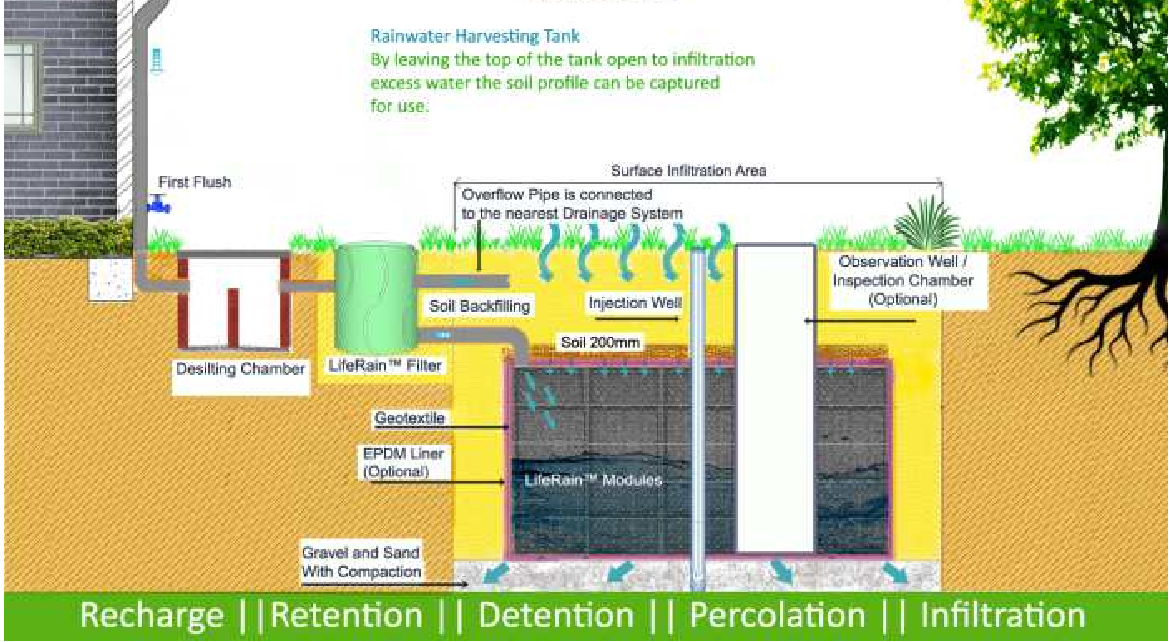 Rainwater Harvesting Tank
By leaving the top of the tank open to infiltration
excess water the soil profile can be captured
for use.
Surface Infiltration Area
First Flush
Overflow Pipe is connected
to the nearest Drainage System
Observation Well /
Inspection Chamber
(Optional)
Soil Backfilling
Injection Well
Soil 200mm
Desilting Chamber
LifeRain™ Filter
Geotextile
EPDM Liner
(Optional)
LifeRain™ Modules
Gravel and Sand
With Compaction
Recharge || Retention || Detention || Percolation || Infiltration